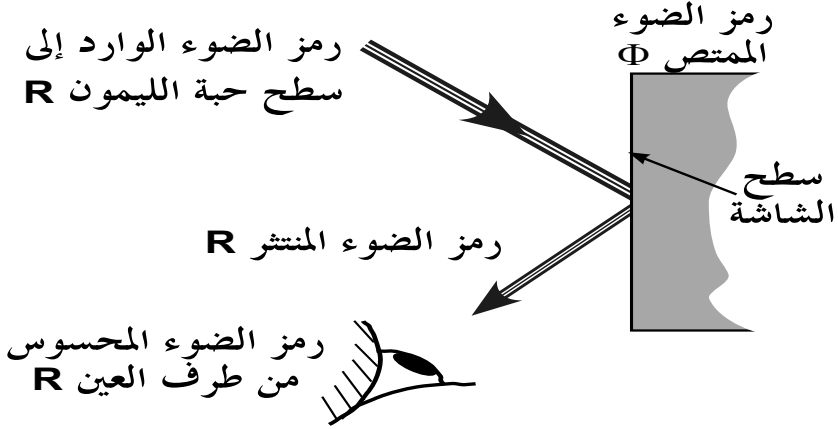 رمز الضوء
الممتص Φ
رمز الضوء الوارد إلى
سطح حبة الليمون R
سطح
الشاشة
رمز الضوء المنتثر R
رمز الضوء المحسوس
من طرف العين R